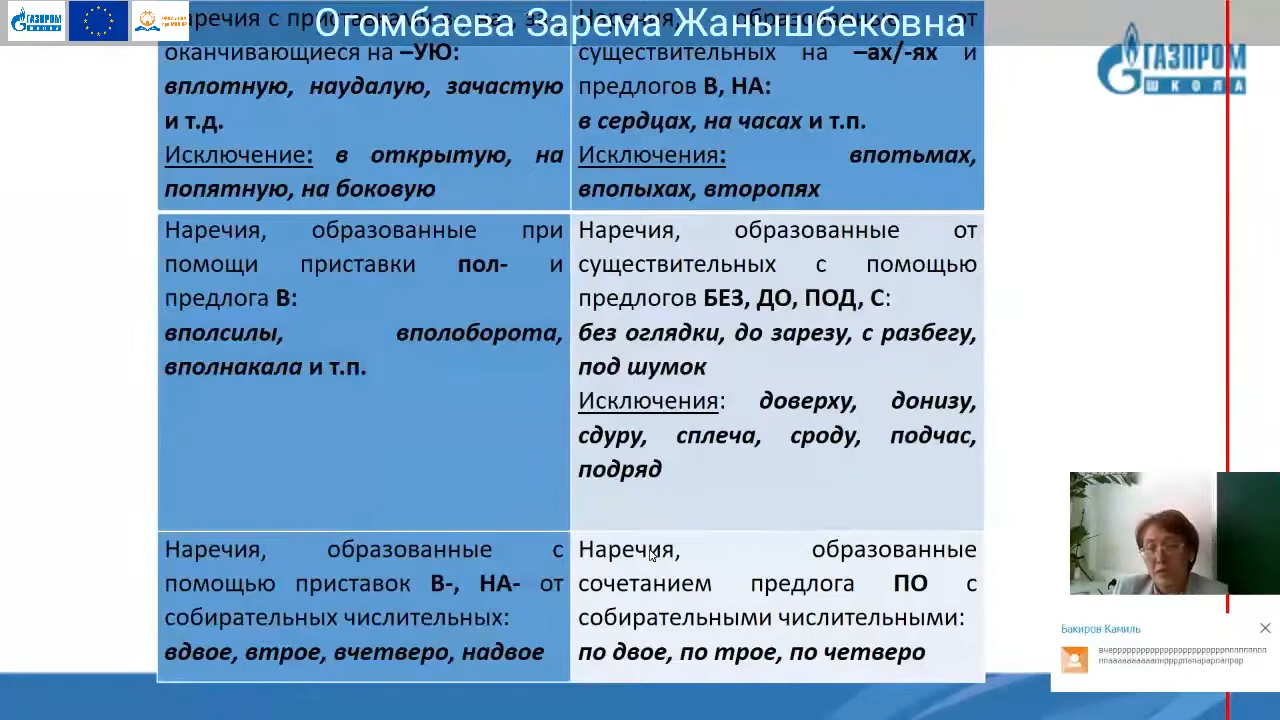 Огомбаева Зарема Жанышбековна
ГАЗПРОМ
ШКОЛА
оканчивающиеся на –УЮ:
вплотную, наудалую, зачастую
и т.д.
Исключение: в открытую, на
попятную, на боковую
Наречия, образованные от
существительных на –ах/-ях и
предлогов В, НА:
в сердцах, на часах и т.п.
Исключения: впотьмах,
впопыхах, второпях
Наречия, образованные при
помощи приставки пол- и
предлога В:
вполсилы, вполоборота,
вполнакала и т.п.
Наречия, образованные от
существительных с помощью
предлогов БЕЗ, ДО, ПОД, С:
без оглядки, до зарезу, с разбегу,
под шумок
Исключения: доверху, донизу,
сдуру, сплеча, сроду, подчас,
подряд
Наречия, образованные с
помощью приставок В-, НА- от
собирательных числительных:
вдвое, втрое, вчетверо, надвое
Наречия, образованные
сочетанием предлога ПО с
собирательными числительными:
по двое, по трое, по четверо
Бакиров Камиль